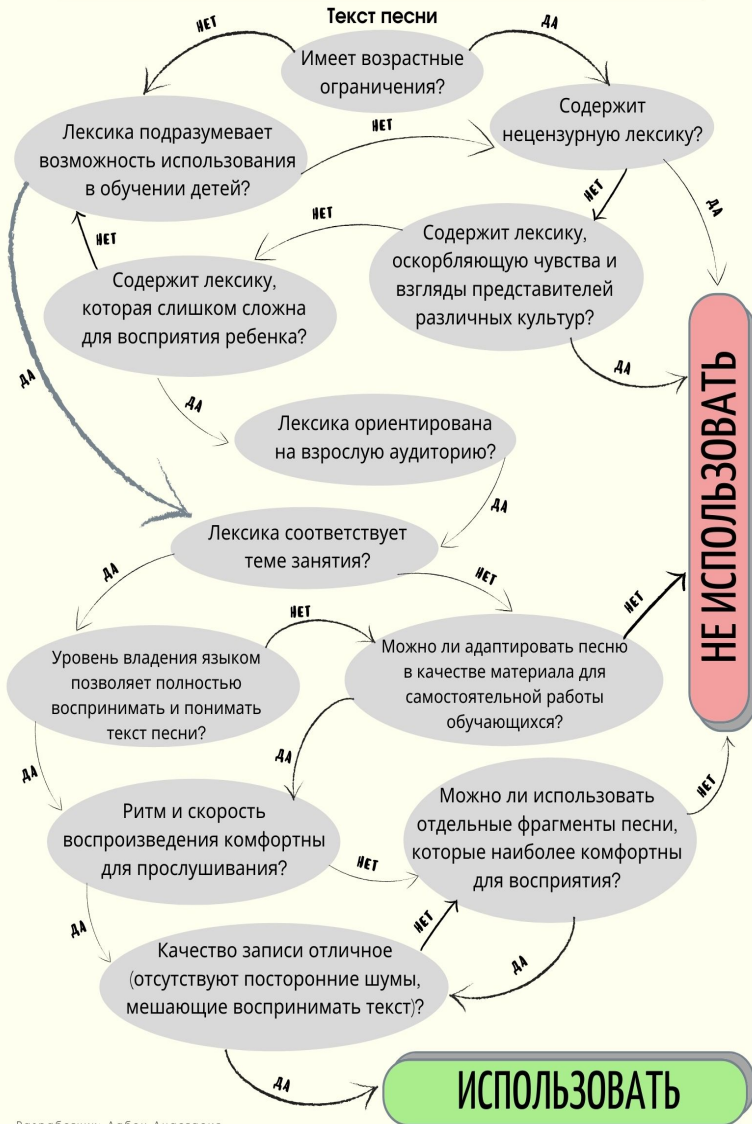 Текст песни
НЕТ
ДА
Имеет возрастные
ограничения?
Содержит
нецензурную лексику?
Лексика подразумевает
возможность использования
в обучении детей?
НЕТ
НЕТ
ДА
НЕТ
НЕТ
Содержит лексику,
оскорбляющую чувства и
взгляды представителей
различных культур?
Содержит лексику,
которая слишком сложна
для восприятия ребенка?
ДА
ДА
ДА
НЕ ИСПОЛЬЗОВАТЬ
Лексика ориентирована
на взрослую аудиторию?
ДА
Лексика соответствует
теме занятия?
ДА
НЕТ
НЕТ
НЕТ
Уровень владения языком
позволяет полностью
воспринимать и понимать
текст песни?
Можно ли адаптировать песню
в качестве материала для
самостоятельной работы
обучающихся?
ДА
ДА
НЕТ
Ритм и скорость
воспроизведения комфортны
для прослушивания?
Можно ли использовать
отдельные фрагменты песни,
которые наиболее комфортны
для восприятия?
НЕТ
ДА
НЕТ
ДА
Качество записи отличное
(отсутствуют посторонние шумы,
мешающие воспринимать текст)?
ДА
ИСПОЛЬЗОВАТЬ